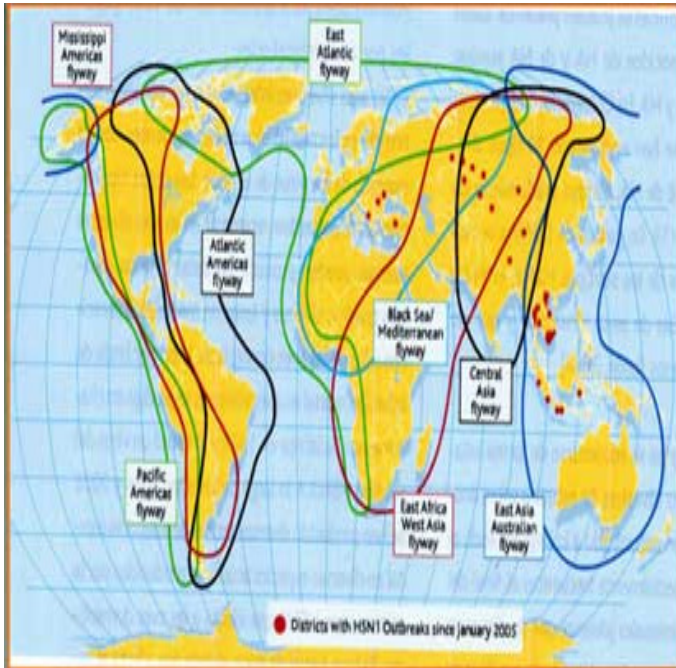 Mississippi
Americas
flyway
East
Atlantic
flyway
Atlantic
Americas
flyway
Black Sea/
Mediterranean
flyway
Central
Asia
flyway
Pacific
Americas
flyway
East Africa
West Asia
flyway
East Asia
Australian
flyway
Districts with H5N1 Outbreaks since January 2005